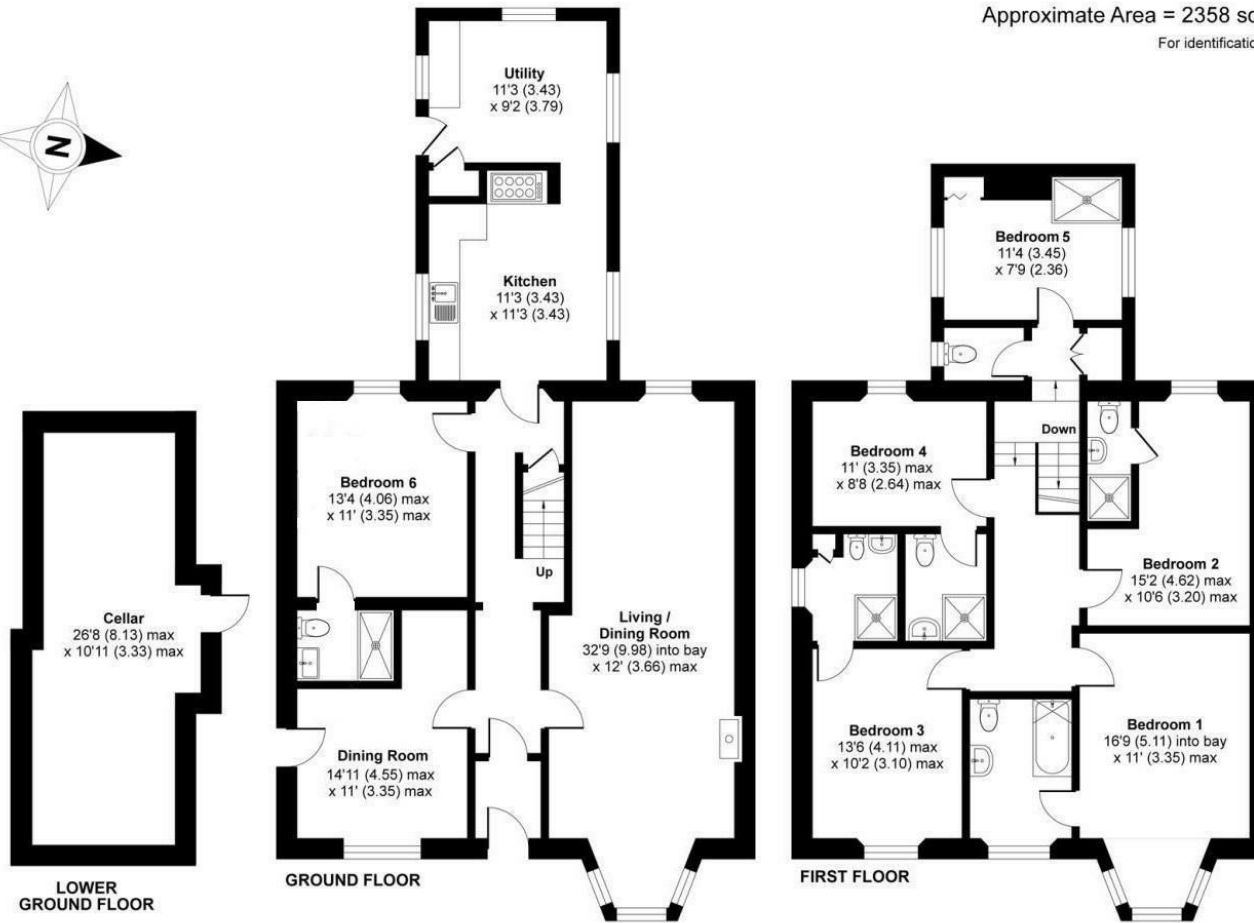 Approximate Area = 2358
For
N
Utility
11'3 (3.43)
x 9'2 (3.79)
Kitchen
11'3 (3.43)
x 11'3 (3.43)
Bedroom 6
13'4 (4.06) max
x 11' (3.35) max
Up
Living /
Dining Room
32'9 (9.98) into bay
x 12' (3.66) max
Dining Room
14'11 (4.55) max
x 11' (3.35) max
GROUND FLOOR
Cellar
26'8 (8.13) max
x 10'11 (3.33) max
LOWER
GROUND FLOOR
Bedroom 5
11'4 (3.45)
x 7'9 (2.36)
Down
Bedroom 4
11' (3.35) max
x 8'8 (2.64) max
Bedroom 2
15'2 (4.62) max
x 10'6 (3.20) max
Bedroom 3
13'6 (4.11) max
x 10'2 (3.10) max
Bedroom 1
16'9 (5.11) into bay
x 11' (3.35) max
FIRST FLOOR